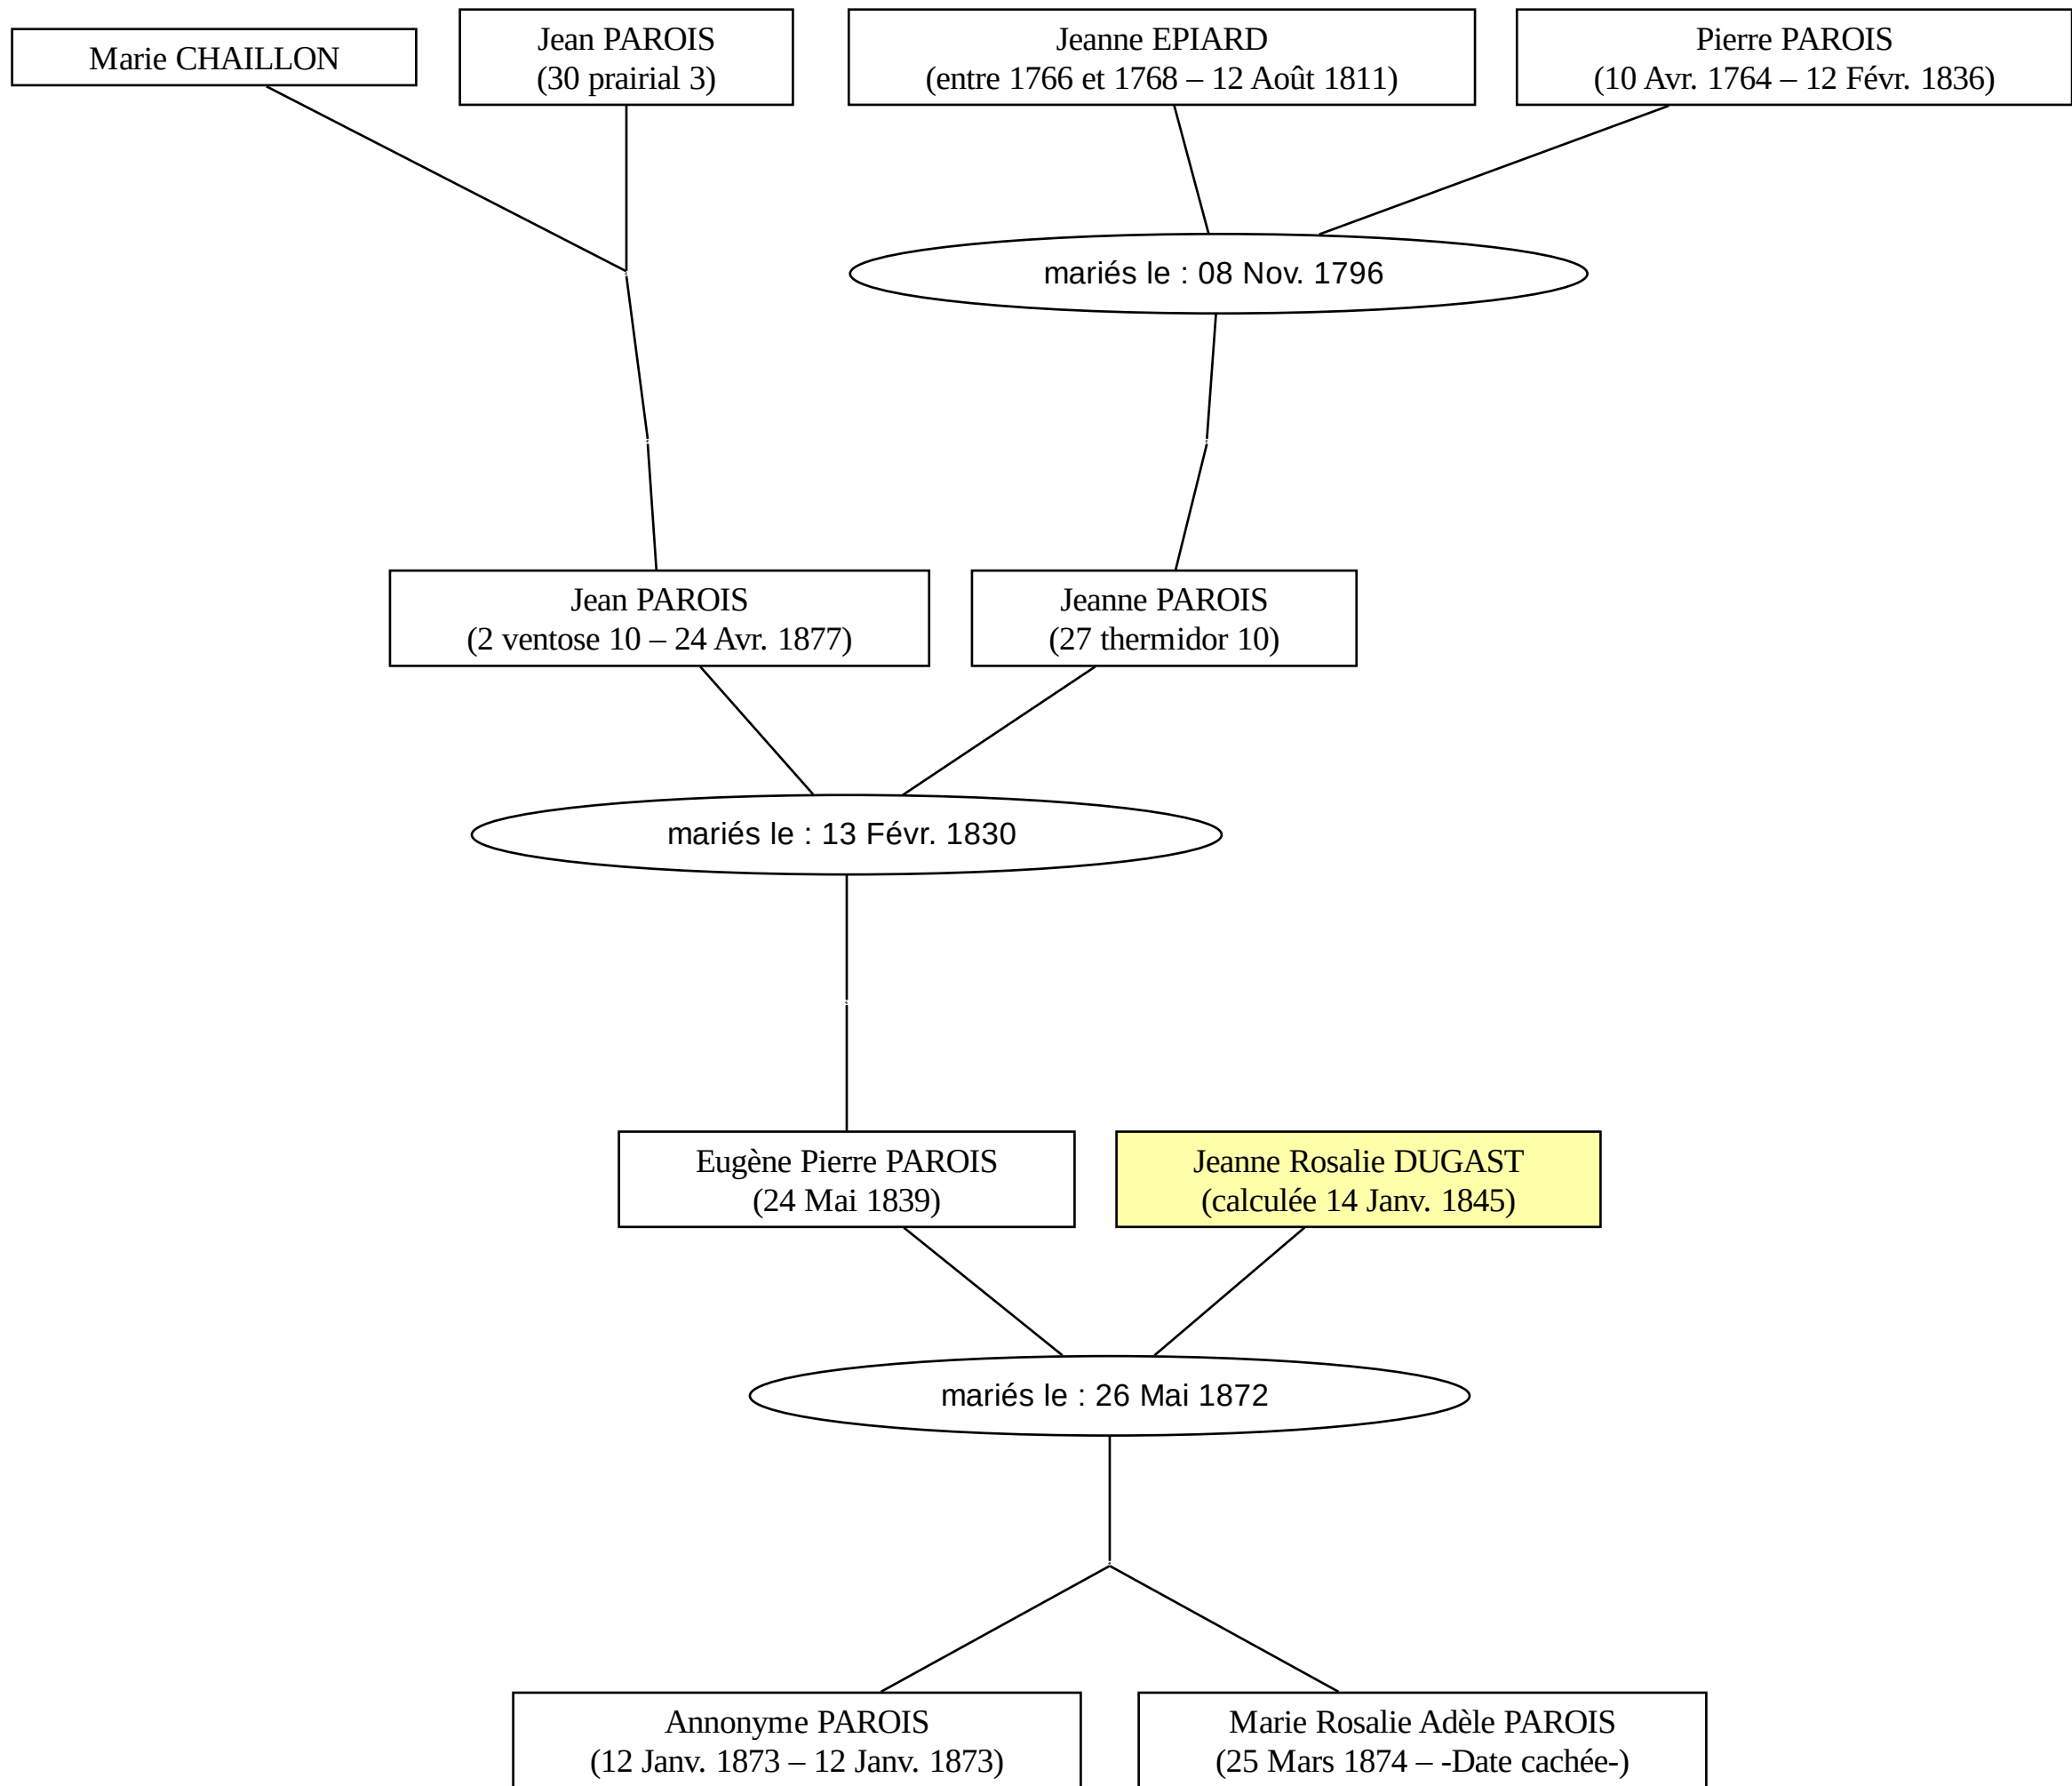 Marie CHAILLON
Jean PAROIS
(30 prairial 3)
Jeanne EPIARD
(entre 1766 et 1768 – 12 Août 1811)
Pierre PAROIS
(10 Avr. 1764 – 12 Févr. 1836)
mariés le : 08 Nov. 1796
Jean PAROIS
(2 ventose 10 – 24 Avr. 1877)
Jeanne PAROIS
(27 thermidor 10)
mariés le : 13 Févr. 1830
Eugène Pierre PAROIS
(24 Mai 1839)
Jeanne Rosalie DUGAST
(calculée 14 Janv. 1845)
mariés le : 26 Mai 1872
Annonyme PAROIS
(12 Janv. 1873 – 12 Janv. 1873)
Marie Rosalie Adèle PAROIS
(25 Mars 1874 – -Date cachée-)